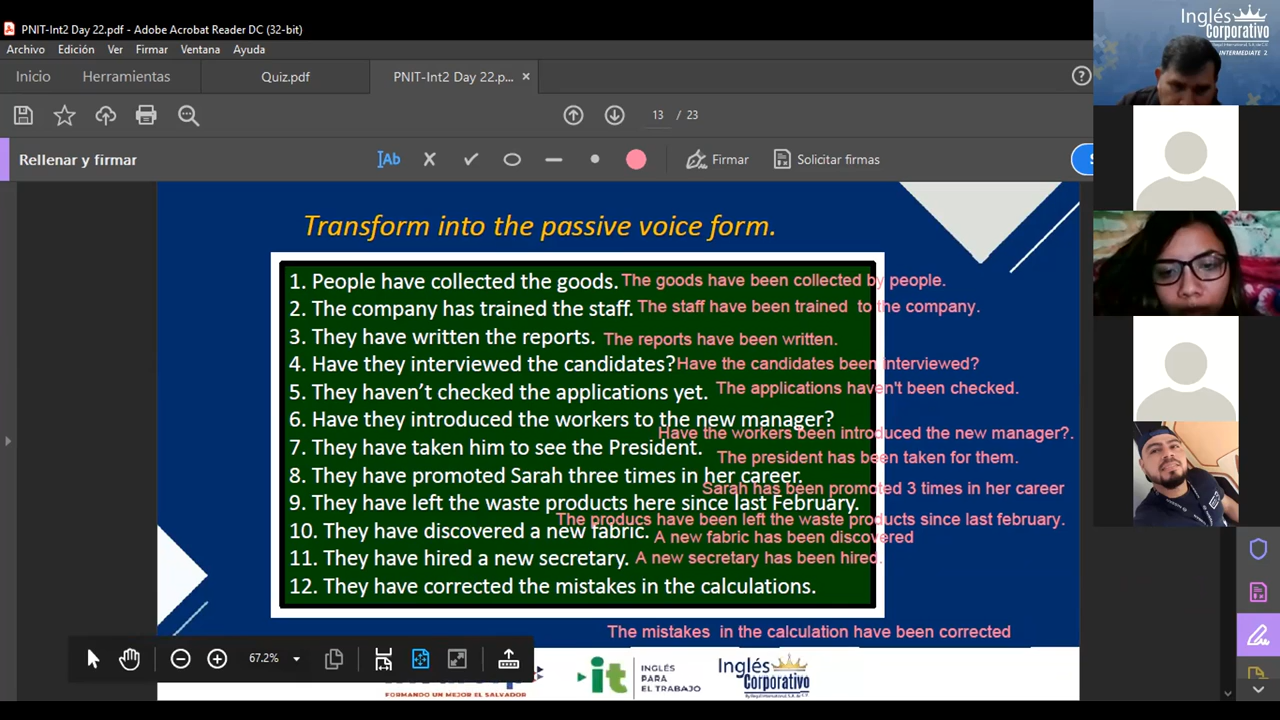 PNIT-Int2 Day 22.pdf - Adobe Acrobat Reader DC (32-bit)
Archivo Edición Ver Firmar Ventana Ayuda
Inicio Herramientas Quiz.pdf PNIT-Int2 Day 22.p... ×
13 / 23
Rellenar y firmar
Ab Firmar Solicitar firmas S
Inglés
Corporativo
INTERMEDIATE 2
Transform into the passive voice form.
1. People have collected the goods. The goods have been collected by people.
2. The company has trained the staff. The staff have been trained to the company.
3. They have written the reports. The reports have been written.
4. Have they interviewed the candidates? Have the candidates been interviewed?
5. They haven't checked the applications yet. The applications haven't been checked.
6. Have they introduced the workers to the new manager?
Have the workers been introduced the new manager?.
7. They have taken him to see the President. The president has been taken for them.
8. They have promoted Sarah three times in her career.
Sarah has been promoted 3 times in her career
9. They have left the waste products here since last February.
The producs have been left the waste products since last february.
10. They have discovered a new fabric. A new fabric has been discovered
11. They have hired a new secretary. A new secretary has been hired.
12. They have corrected the mistakes in the calculations.
The mistakes in the calculation have been corrected
67.2%
FORMANDO UN MEJOR EL SALVADOR
it
INGLÉS
PARA
EL TRABAJO
Inglés
Corporativo